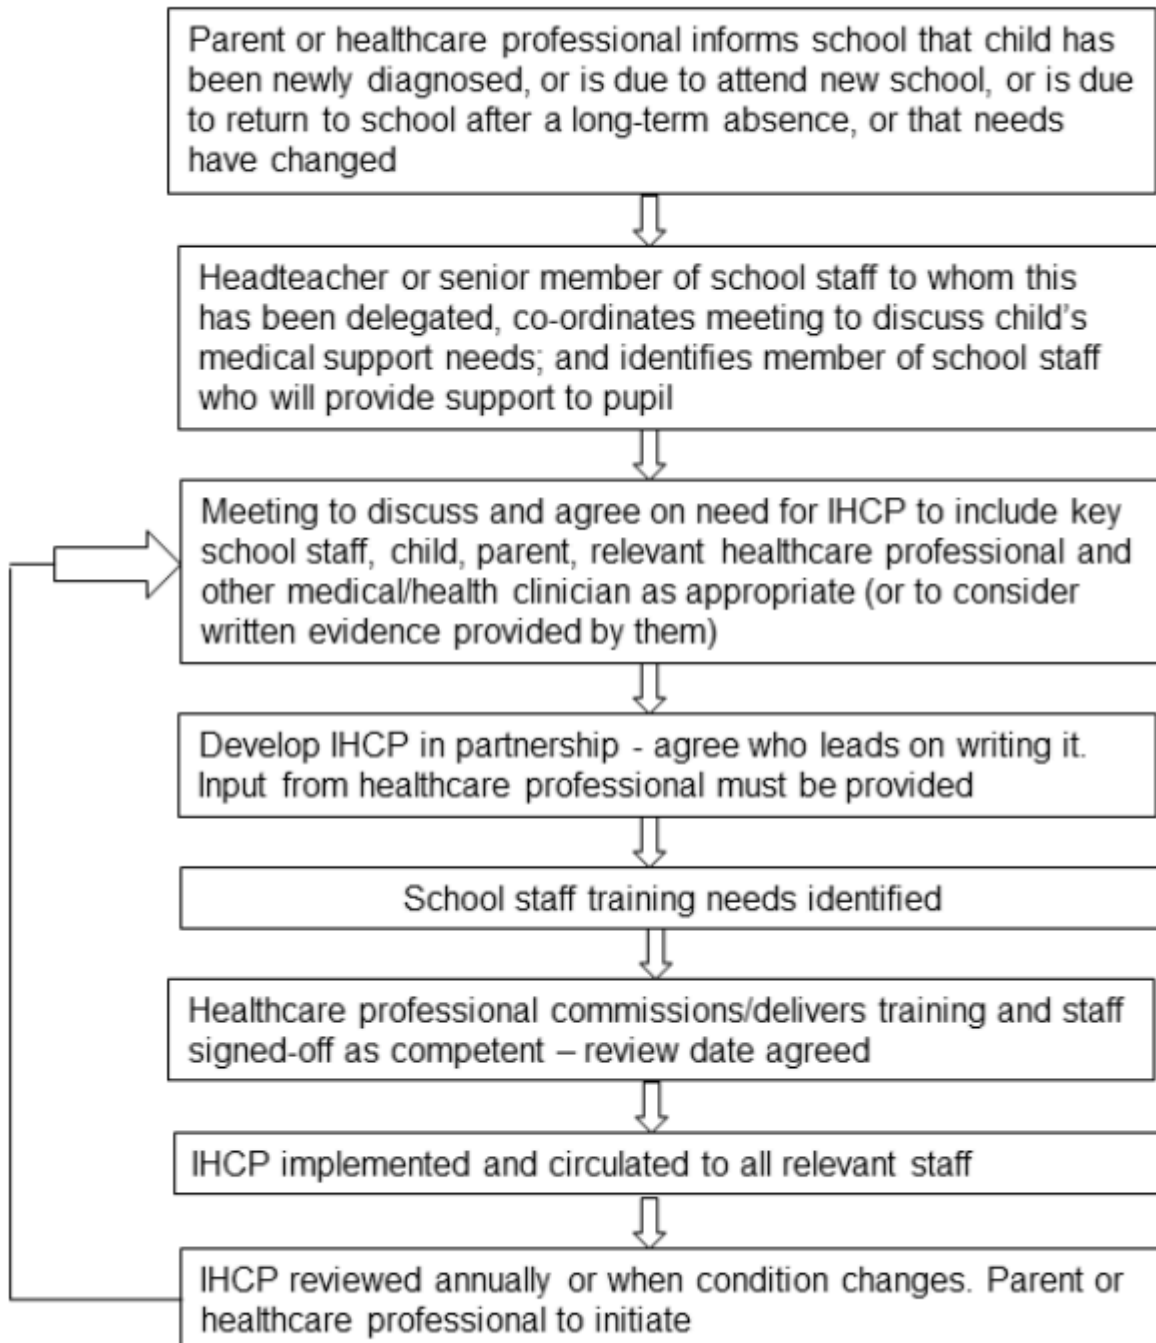 Parent or healthcare professional informs school that child has
been newly diagnosed, or is due to attend new school, or is due
to return to school after a long-term absence, or that needs
have changed
Headteacher or senior member of school staff to whom this
has been delegated, co-ordinates meeting to discuss child's
medical support needs; and identifies member of school staff
who will provide support to pupil
Meeting to discuss and agree on need for IHCP to include key
school staff, child, parent, relevant healthcare professional and
other medical/health clinician as appropriate (or to consider
written evidence provided by them)
Develop IHCP in partnership - agree who leads on writing it.
Input from healthcare professional must be provided
School staff training needs identified
Healthcare professional commissions/delivers training and staff
signed-off as competent – review date agreed
IHCP implemented and circulated to all relevant staff
IHCP reviewed annually or when condition changes. Parent or
healthcare professional to initiate